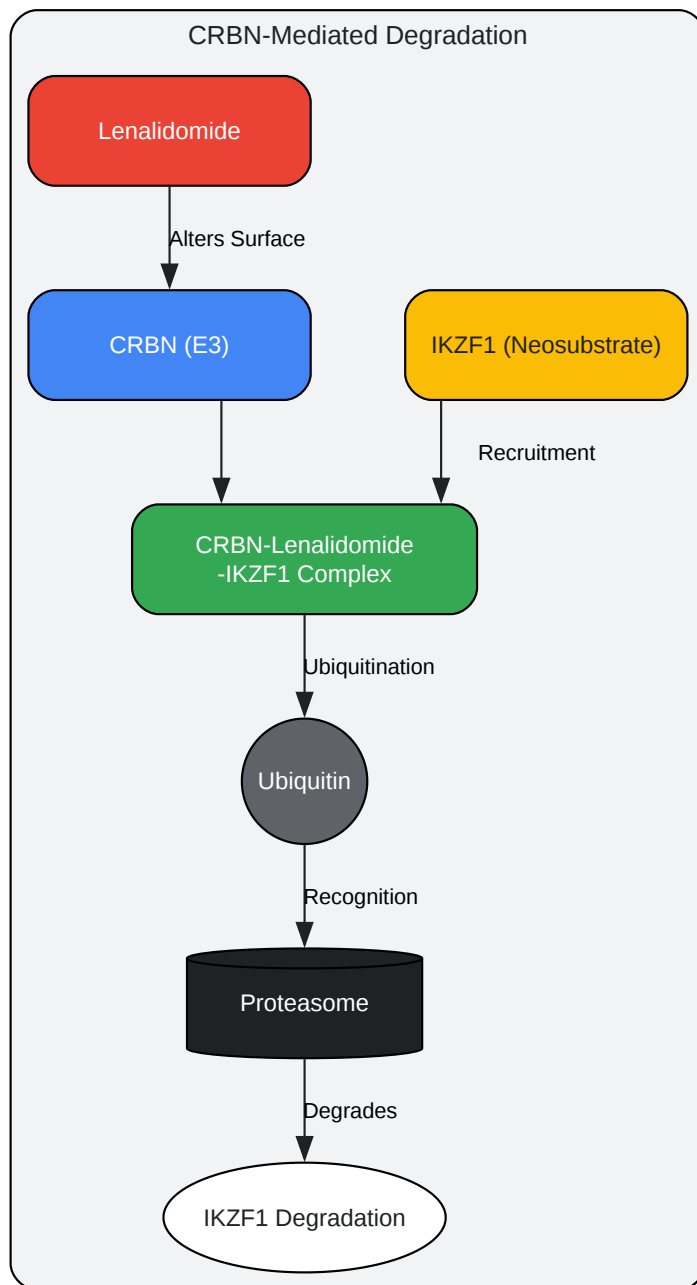 CRBN-Mediated Degradation
Lenalidomide
Alters Surface
CRBN (E3)
IKZF1 (Neosubstrate)
Recruitment
CRBN-Lenalidomide
-IKZF1 Complex
Ubiquitination
Ubiquitin
Recognition
Proteasome
Degrades
IKZF1 Degradation